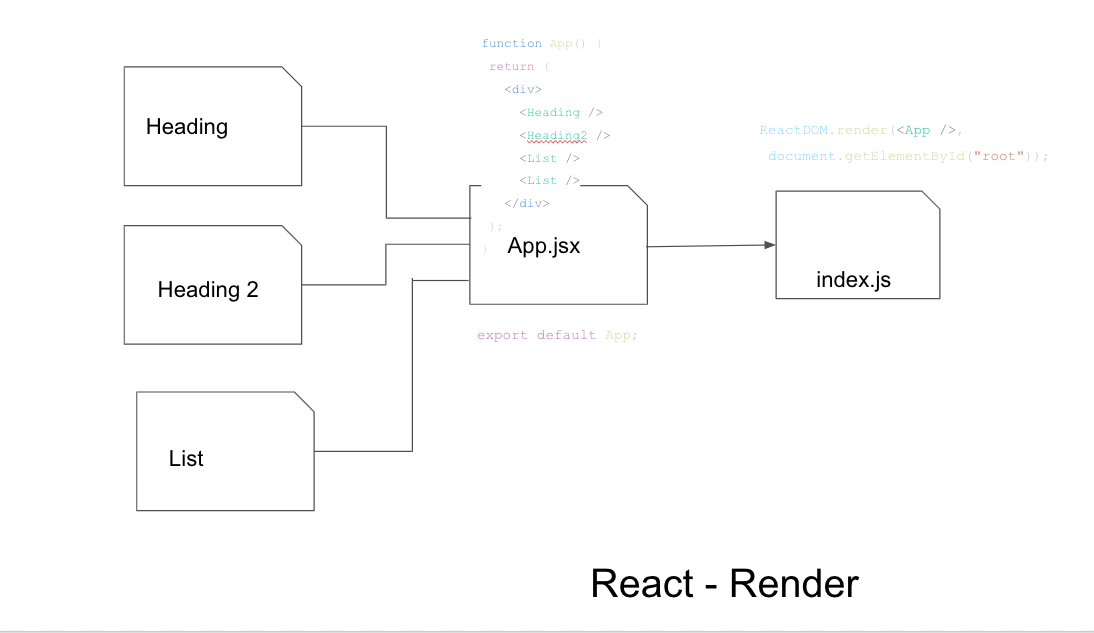 function App() {
return (
<div>
<Heading />
<Heading2 />
<List />
<List />
</div>
);
}
export default App;
ReactDOM.render(<App />,
document.getElementById("root"));
Heading
Heading 2
List
App.jsx
index.js
React - Render